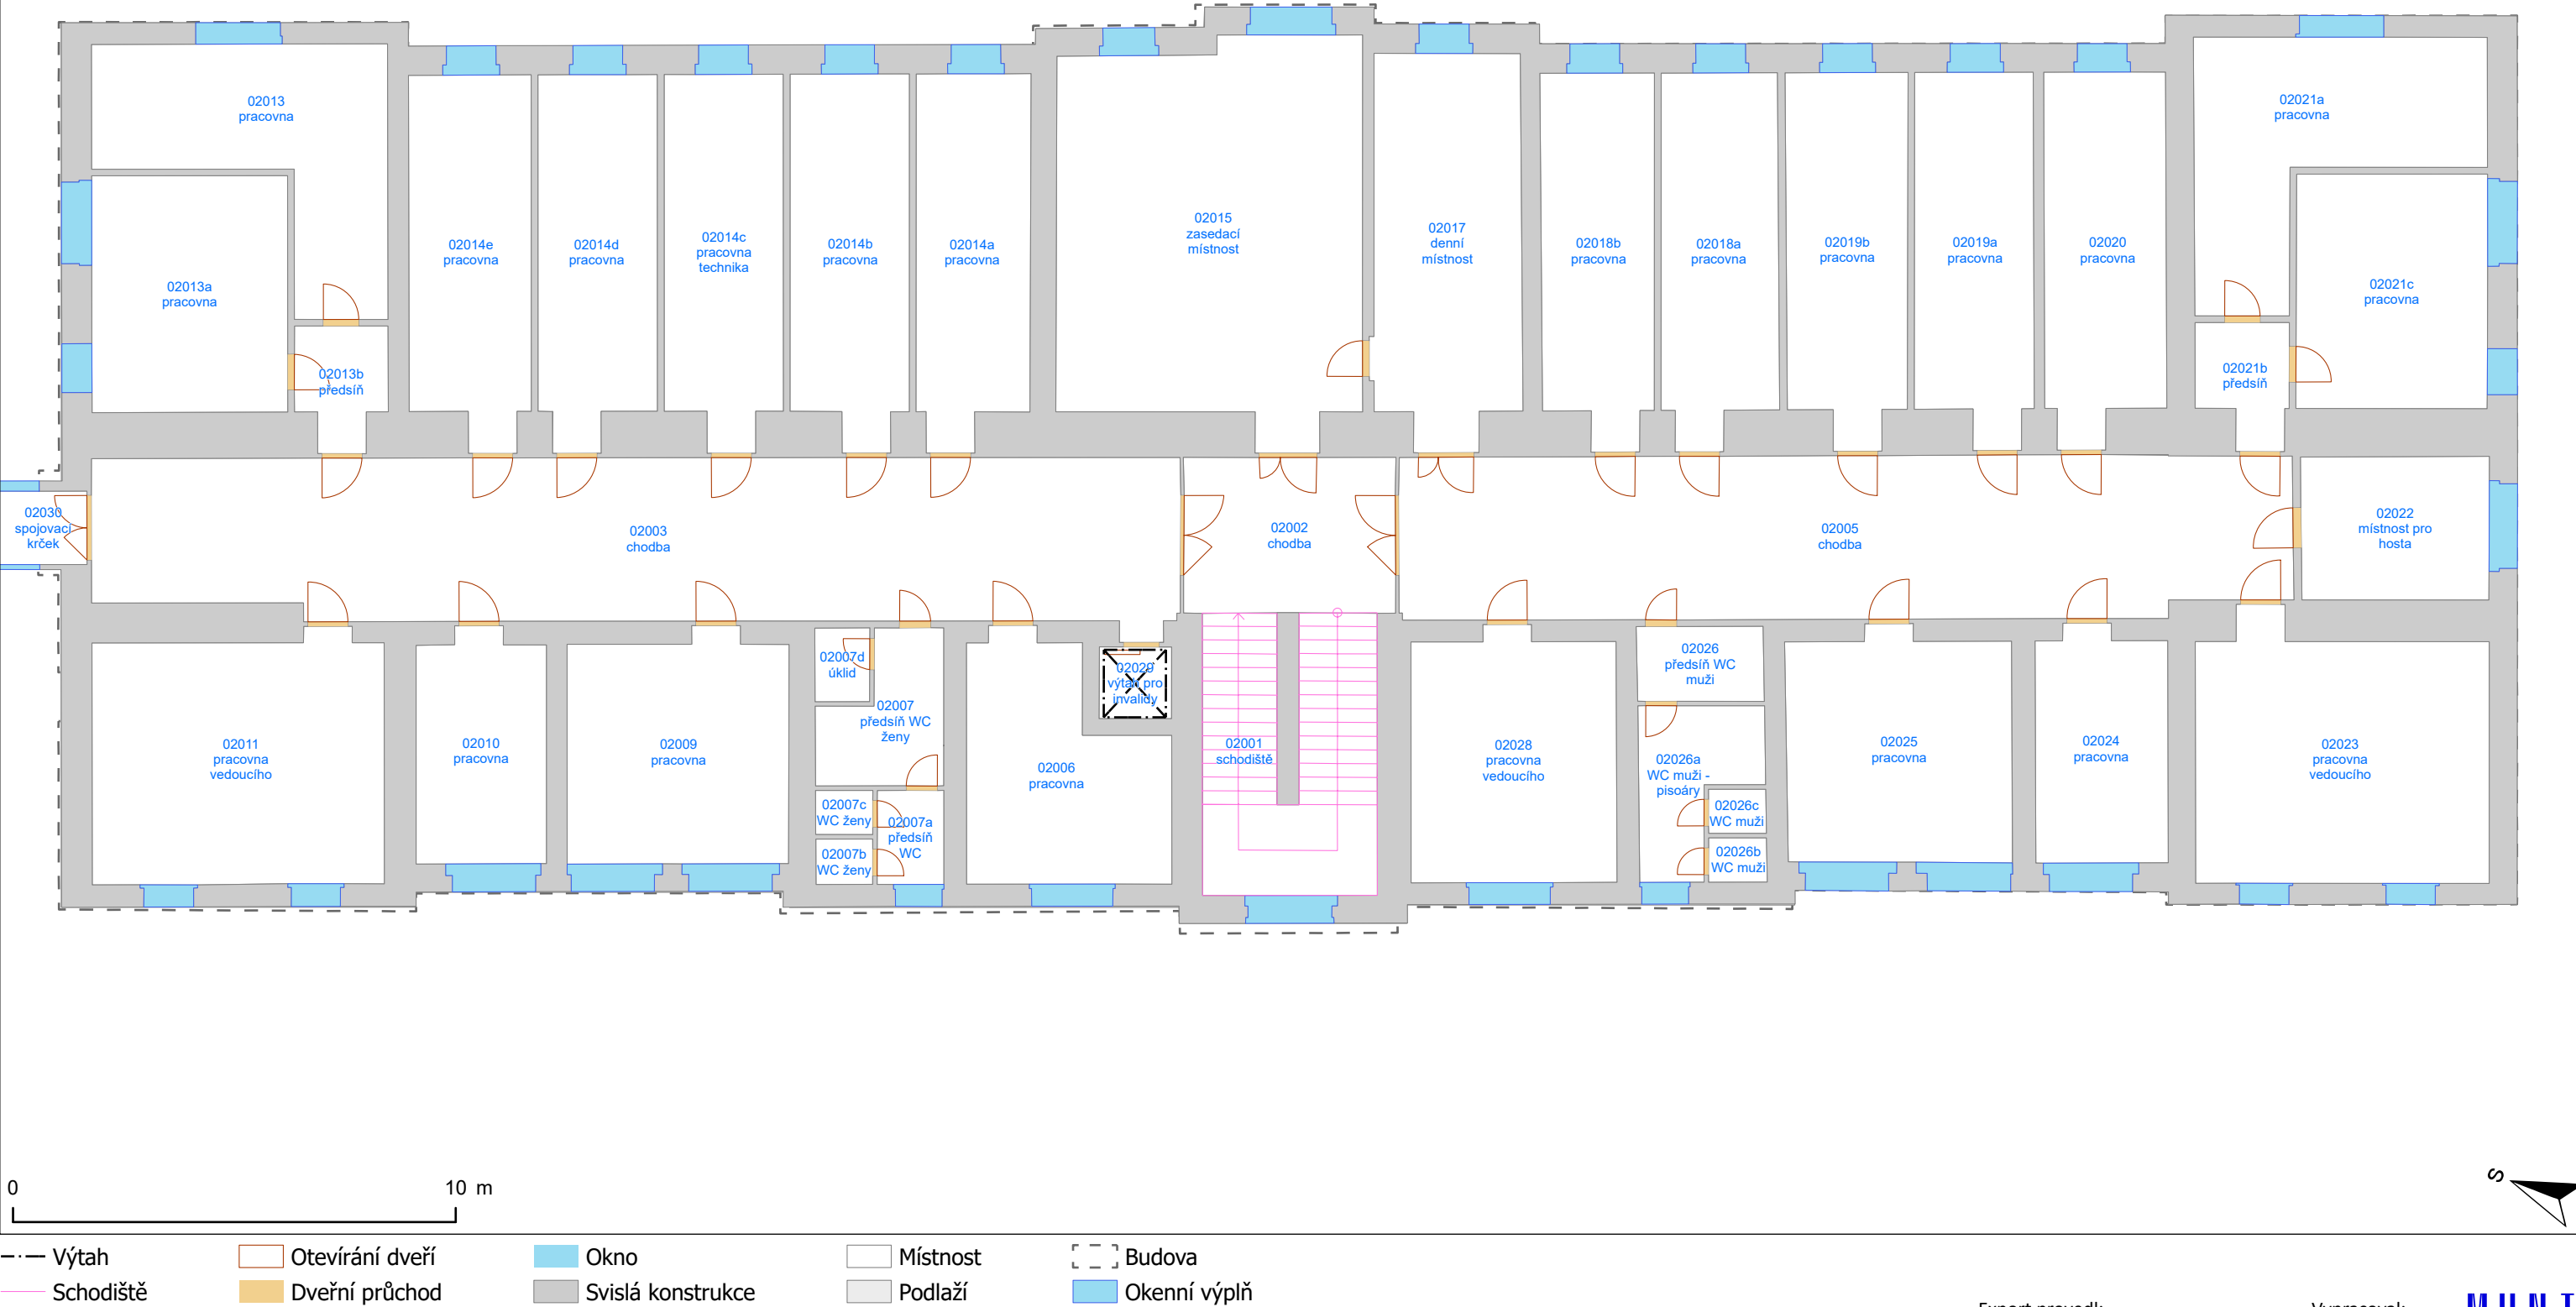 02013
pracovna
02014e
pracovna
02014d
pracovna
02014c
pracovna
technika
02014b
pracovna
02014a
pracovna
02015
zasedací
místnost
02017
denní
místnost
02018b
pracovna
02018a
pracovna
02019b
pracovna
02019a
pracovna
02020
pracovna
02021a
pracovna
02013a
pracovna
02013b
předsíň
02021b
předsíň
02021c
pracovna
02030
spojovací
krček
02003
chodba
02002
chodba
02005
chodba
02022
místnost pro
hosta
02011
pracovna
vedoucího
02010
pracovna
02009
pracovna
02007d
úklid
02007
předsíň WC
ženy
02007c
WC ženy
02007b
WC ženy
02007a
předsíň
WC
02006
pracovna
02029
výtah pro
invalidy
02001
schodiště
02028
pracovna
vedoucího
02026
předsíň WC
muži
02026a
WC muži -
pisoáry
02026c
WC muži
02026b
WC muži
02025
pracovna
02024
pracovna
02023
pracovna
vedoucího
0 10 m
S
Výtah
Otevírání dveří
Okno
Místnost
Budova
Schodiště
Dveřní průchod
Svislá konstrukce
Podlaží
Okenní výplň